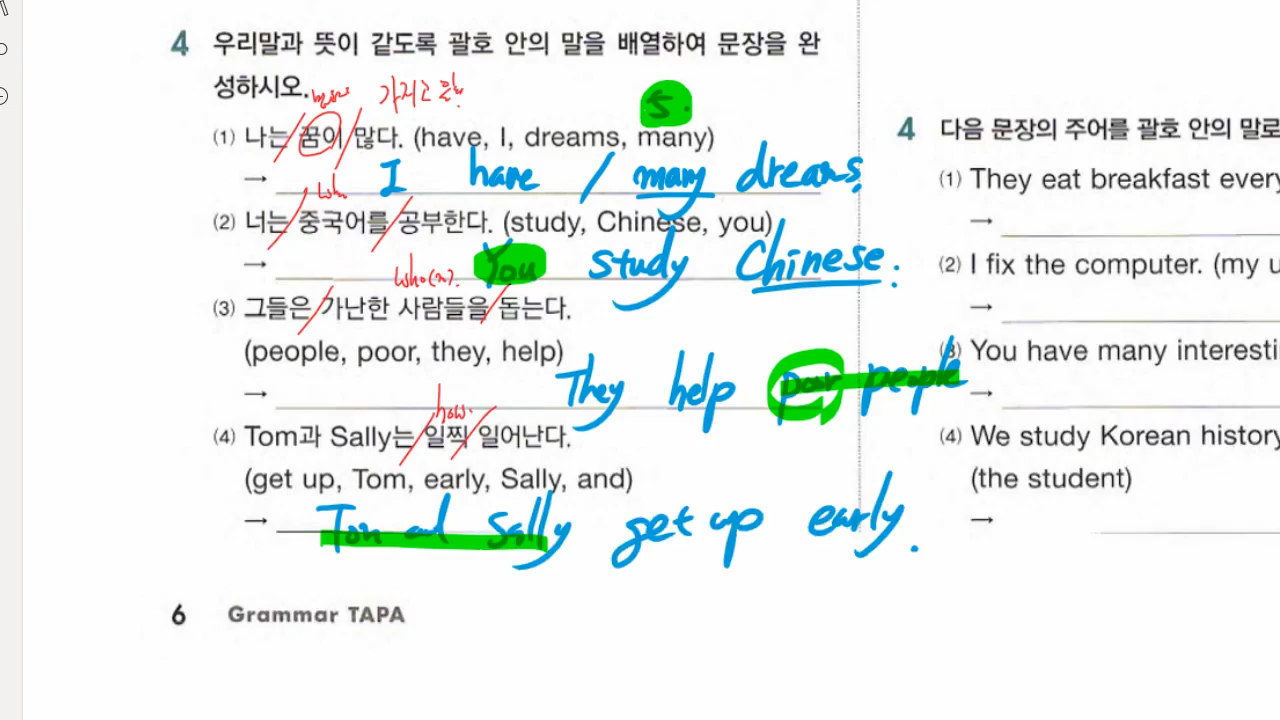 4 우리말과 뜻이 같도록 괄호 안의 말을 배열하여 문장을 완
성하시오.
가지고
5.
(1) 나는 꿈이 많다. (have, I, dreams, many)
→ I have / many dreams.
who
(2) 너는 중국어를 공부한다. (study, Chinese, you)
→ You study Chinese.
who(x).
(3) 그들은 가난한 사람들을 돕는다.
(people, poor, they, help)
→ They help poor people
how.
(4) Tom과 Sally는 일찍 일어난다.
(get up, Tom, early, Sally, and)
→ Tom and Sally get up early.
6 Grammar TAPA
4 다음 문장의 주어를 괄호 안의 말로
(1) They eat breakfast every
→
(2) I fix the computer. (my u
→
(3) You have many interesti
→
(4) We study Korean history
(the student)
→